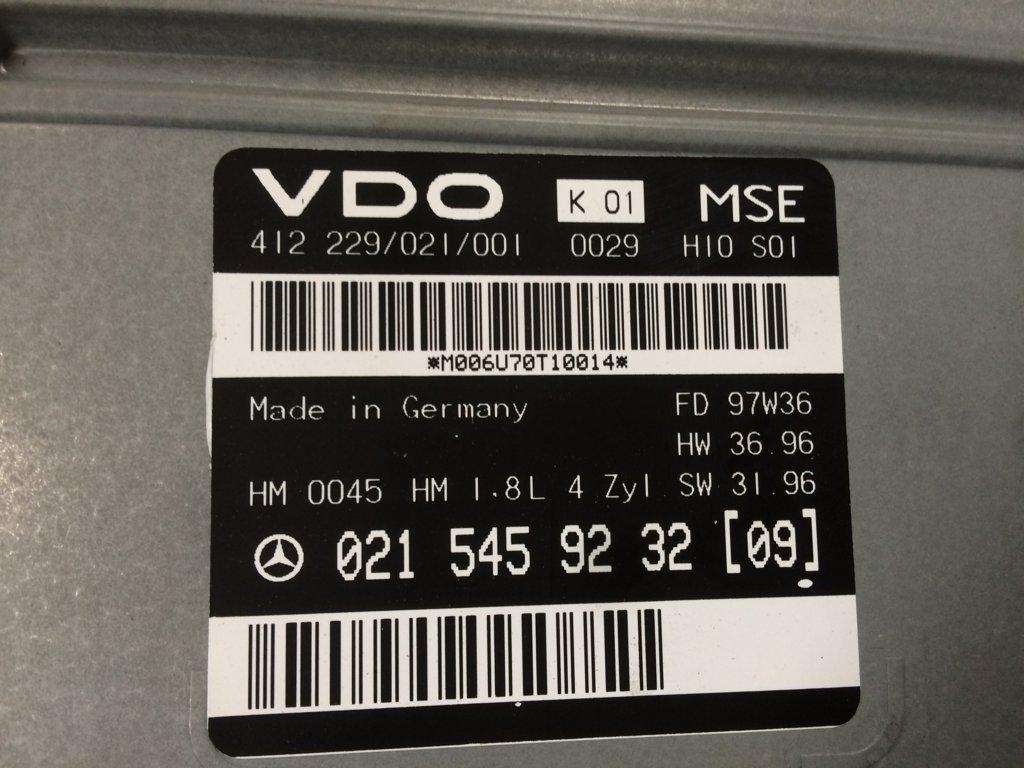 VDO K 01 MSE
412 229/021/001 0029 H10 S01
*M006U70T10014*
Made in Germany FD 97W36
HW 36.96
HM 0045 HM 1.8L 4 Zyl SW 31.96
021 545 92 32 [09]